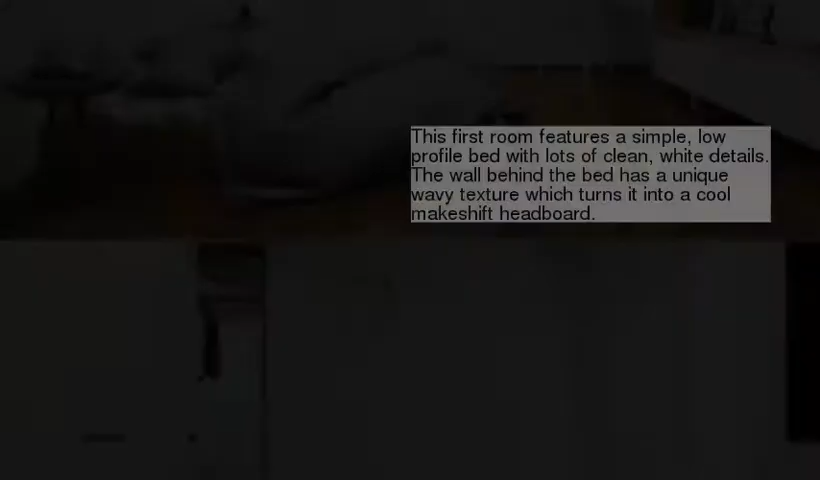 This first room features a simple, low
profile bed with lots of clean, white details.
The wall behind the bed has a unique
wavy texture which turns it into a cool
makeshift headboard.